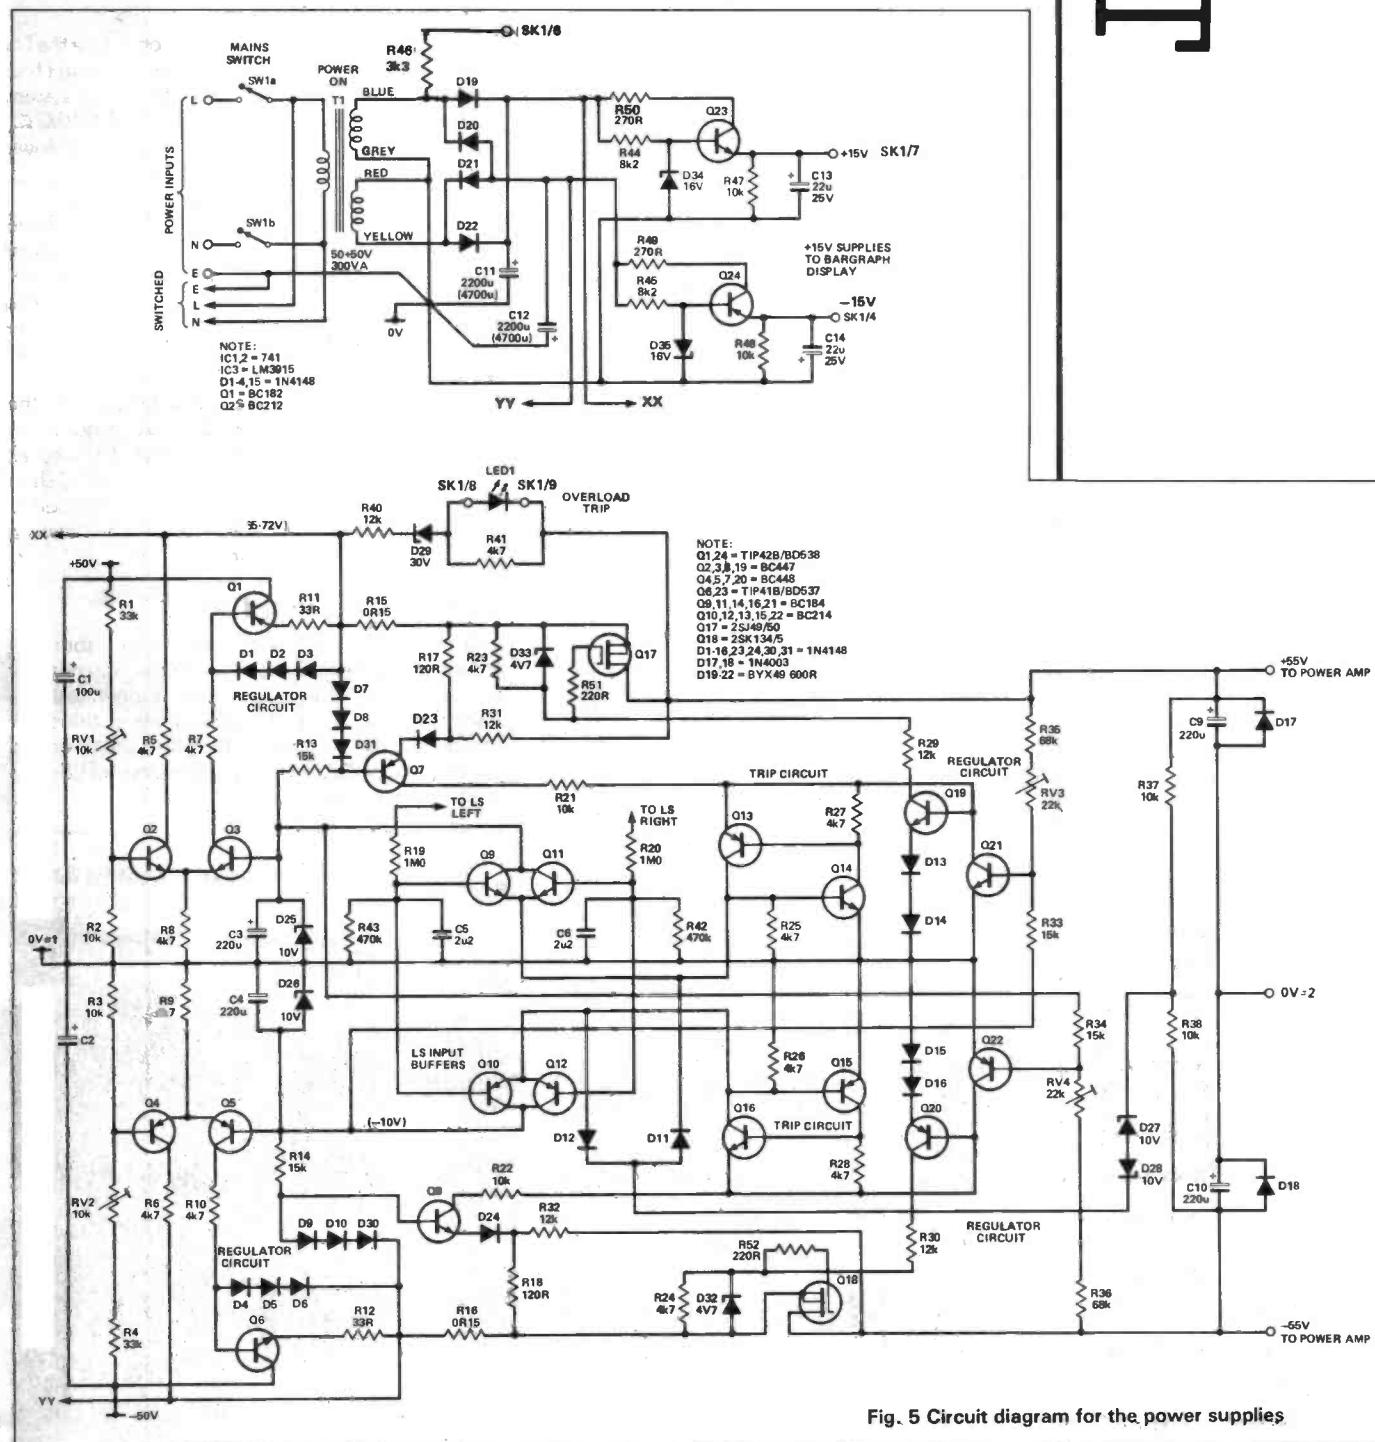 SK1/6
R46
3k3
MAINS
SWITCH
POWER
ON
T1
BLUE
D19
L
SW1a
D20
GREY
D21
RED
POWER INPUTS
SW1b
D22
N
YELLOW
50+50V
300VA
E
SWITCHED
E
L
N
C11
2200u
(4700u)
C12
2200u
(4700u)
0V
R50
270R
Q23
R44
8k2
D34
16V
R47
10k
+15V
SK1/7
C13
22u
25V
R49
270R
+15V SUPPLIES
TO BARGRAPH
DISPLAY
R45
8k2
Q24
-15V
SK1/4
D35
16V
R48
10k
C14
22u
25V
NOTE:
IC1,2 = 741
IC3 = LM3915
D1-4,15 = 1N4148
Q1 = BC182
Q2 = BC212
YY
XX
LED1
SK1/8
SK1/9
OVERLOAD
TRIP
R40
12k
D29
30V
R41
4k7
XX
+50V
NOTE:
Q1,24 = TIP42B/BD538
Q2,3,8,19 = BC447
Q4,5,7,20 = BC448
Q6,23 = TIP41B/BD537
Q9,11,14,16,21 = BC184
Q10,12,13,15,22 = BC214
Q17 = 2SJ49/50
Q18 = 2SK134/5
D1-16,23,24,30,31 = 1N4148
D17,18 = 1N4003
D19-22 = BYX49 600R
Q1
R1
33k
R11
33R
R15
0R15
D1
D2
D3
REGULATOR
CIRCUIT
R17
120R
R23
4k7
D33
4V7
Q17
R51
220R
+55V
TO POWER AMP
C1
100u
D7
D8
D23
R31
12k
RV1
10k
R5
4k7
R7
4k7
R13
15k
D31
Q7
R29
12k
R35
68k
C9
220u
D17
REGULATOR
CIRCUIT
TRIP CIRCUIT
RV3
22k
R37
10k
R21
10k
TO LS
LEFT
TO LS
RIGHT
Q13
R27
4k7
Q19
Q2
Q3
R19
1M0
Q9
Q11
R20
1M0
D13
Q21
Q14
R2
10k
R8
4k7
C3
220u
D25
10V
R43
470k
C5
2u2
C6
2u2
R42
470k
R25
4k7
D14
R33
15k
R3
10k
R9
C4
220u
D26
10V
0V=2
R34
15k
R38
10k
C2
LS INPUT
BUFFERS
Q10
Q12
R26
4k7
Q15
D15
D16
Q22
RV4
22k
Q4
Q5
(-10V)
D12
D11
Q16
TRIP CIRCUIT
Q20
D27
10V
D28
10V
R14
15k
R28
4k7
RV2
10k
R6
4k7
R10
4k7
R22
10k
Q8
R32
12k
D24
C10
220u
D18
D9
D10
D30
REGULATOR
CIRCUIT
R30
12k
REGULATOR
CIRCUIT
R52
220R
R18
120R
D4
D5
D6
R24
4k7
D32
4V7
Q18
R36
68k
R4
33k
Q6
R12
33R
R16
0R15
-55V
TO POWER AMP
YY
-50V
Fig. 5 Circuit diagram for the power supplies